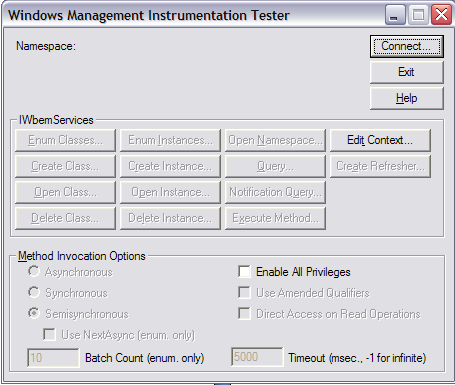 Windows Management Instrumentation Tester
Namespace:
Connect...
Exit
Help
IWbemServices
Enum Classes... Enum Instances... Open Namespace... Edit Context...
Create Class... Create Instance... Query... Create Refresher...
Open Class... Open Instance... Notification Query...
Delete Class... Delete Instance... Execute Method...
Method Invocation Options
Asynchronous Enable All Privileges
Synchronous Use Amended Qualifiers
Semisynchronous Direct Access on Read Operations
Use NextAsync (enum. only)
10 Batch Count (enum. only) 5000 Timeout (msec., -1 for infinite)